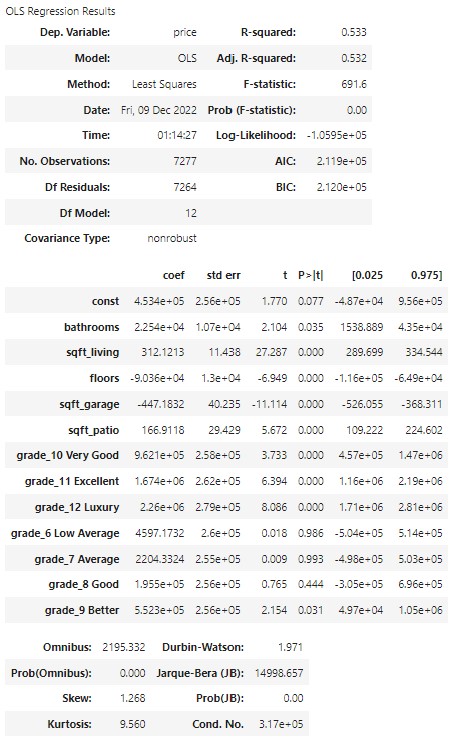 OLS Regression Results
Dep. Variable: price R-squared: 0.533
Model: OLS Adj. R-squared: 0.532
Method: Least Squares F-statistic: 691.6
Date: Fri, 09 Dec 2022 Prob (F-statistic): 0.00
Time: 01:14:27 Log-Likelihood: -1.0595e+05
No. Observations: 7277 AIC: 2.119e+05
Df Residuals: 7264 BIC: 2.120e+05
Df Model: 12
Covariance Type: nonrobust
coef std err t P>|t| [0.025 0.975]
const 4.534e+05 2.56e+05 1.770 0.077 -4.87e+04 9.56e+05
bathrooms 2.254e+04 1.07e+04 2.104 0.035 1538.889 4.35e+04
sqft_living 312.1213 11.438 27.287 0.000 289.699 334.544
floors -9.036e+04 1.3e+04 -6.949 0.000 -1.16e+05 -6.49e+04
sqft_garage -447.1832 40.235 -11.114 0.000 -526.055 -368.311
sqft_patio 166.9118 29.429 5.672 0.000 109.222 224.602
grade_10 Very Good 9.621e+05 2.58e+05 3.733 0.000 4.57e+05 1.47e+06
grade_11 Excellent 1.674e+06 2.62e+05 6.394 0.000 1.16e+06 2.19e+06
grade_12 Luxury 2.26e+06 2.79e+05 8.086 0.000 1.71e+06 2.81e+06
grade_6 Low Average 4597.1732 2.6e+05 0.018 0.986 -5.04e+05 5.14e+05
grade_7 Average 2204.3324 2.55e+05 0.009 0.993 -4.98e+05 5.03e+05
grade_8 Good 1.955e+05 2.56e+05 0.765 0.444 -3.05e+05 6.96e+05
grade_9 Better 5.523e+05 2.56e+05 2.154 0.031 4.97e+04 1.05e+06
Omnibus: 2195.332 Durbin-Watson: 1.971
Prob(Omnibus): 0.000 Jarque-Bera (JB): 14998.657
Skew: 1.268 Prob(JB): 0.00
Kurtosis: 9.560 Cond. No. 3.17e+05